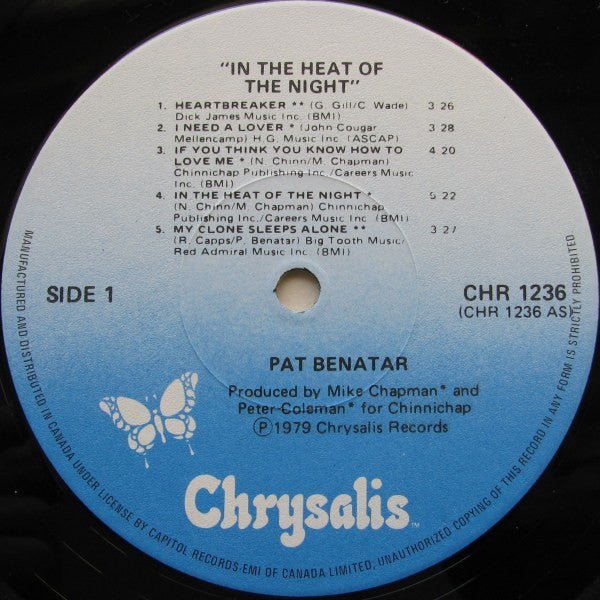 "IN THE HEAT OF
THE NIGHT"
1. HEARTBREAKER ** (G. Gill/C. Wade) 3 26
Dick James Music Inc. (BMI)
2. I NEED A LOVER * (John Cougar 3 28
Mellencamp) H.G. Music Inc. (ASCAP)
3. IF YOU THINK YOU KNOW HOW TO 4 20
LOVE ME * (N. Chinn/M. Chapman)
Chinnichap Publishing Inc./Careers Music
Inc. (BMI)
4. IN THE HEAT OF THE NIGHT * 5 22
(N. Chinn/M. Chapman) Chinnichap
Publishing Inc./Careers Music Inc. (BMI)
5. MY CLONE SLEEPS ALONE ** 3 27
(R. Capps/P. Benatar) Big Tooth Music/
Red Admiral Music Inc. (BMI)
SIDE 1
CHR 1236
(CHR 1236 AS)
PAT BENATAR
Produced by Mike Chapman* and
Peter Coleman* for Chinnichap
Ⓟ1979 Chrysalis Records
Chrysalis™
MANUFACTURED AND DISTRIBUTED IN CANADA UNDER LICENSE BY CAPITOL RECORDS-EMI OF CANADA LIMITED, UNAUTHORIZED COPYING OF THIS RECORD IN ANY FORM IS STRICTLY PROHIBITED